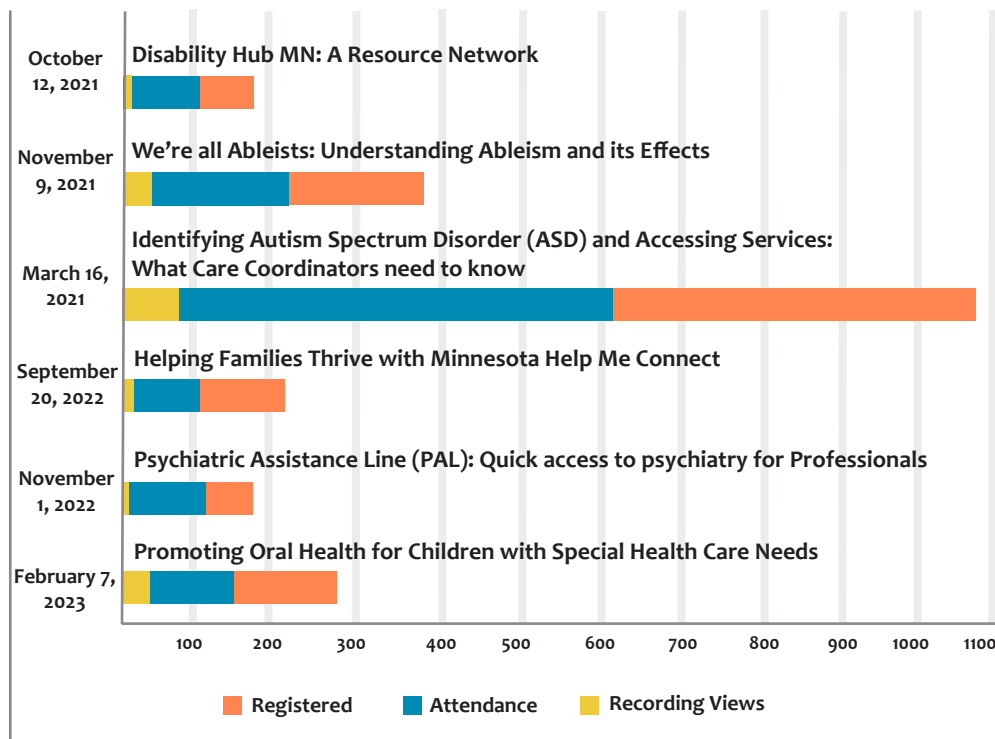 October
12, 2021
Disability Hub MN: A Resource Network
November
9, 2021
We’re all Ableists: Understanding Ableism and its Effects
March 16,
2021
Identifying Autism Spectrum Disorder (ASD) and Accessing Services:
What Care Coordinators need to know
September
20, 2022
Helping Families Thrive with Minnesota Help Me Connect
November
1, 2022
Psychiatric Assistance Line (PAL): Quick access to psychiatry for Professionals
February 7,
2023
Promoting Oral Health for Children with Special Health Care Needs
100 200 300 400 500 600 700 800 900 1000 1100
Registered Attendance Recording Views